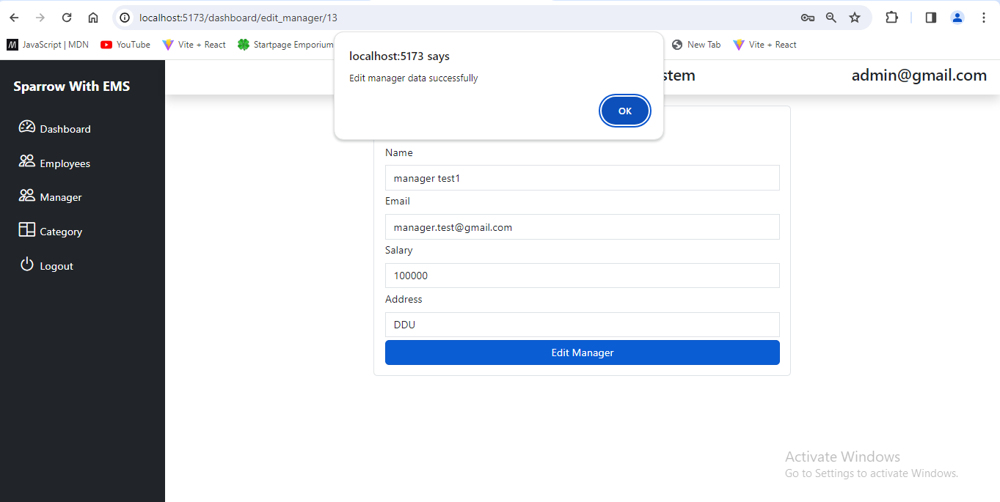 localhost:5173/dashboard/edit_manager/13
JavaScript | MDN
YouTube
Vite + React
Startpage Emporium
New Tab
Vite + React
localhost:5173 says
Edit manager data successfully
OK
Sparrow With EMS
admin@gmail.com
Dashboard
Employees
Manager
Category
Logout
Name
manager test1
Email
manager.test@gmail.com
Salary
100000
Address
DDU
Edit Manager
Activate Windows
Go to Settings to activate Windows.